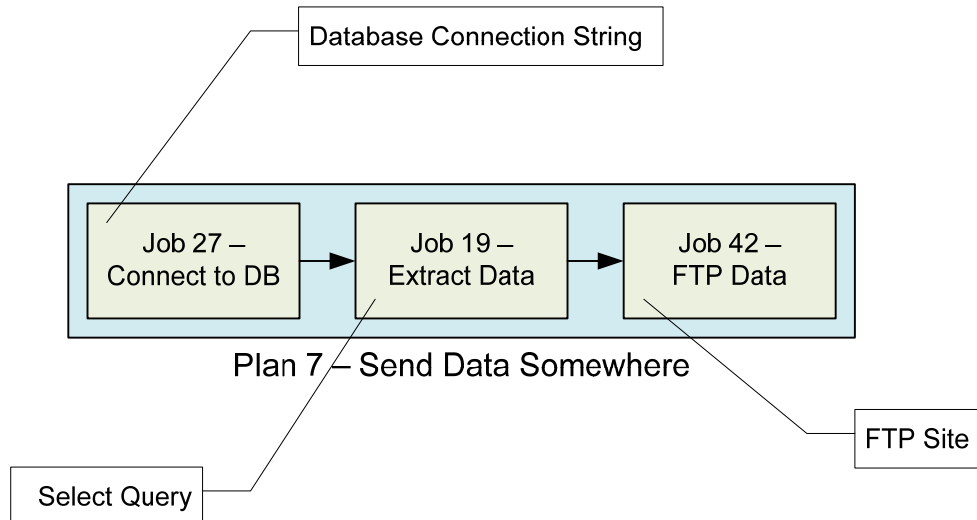 Database Connection String
Job 27 –
Connect to DB
Job 19 –
Extract Data
Job 42 –
FTP Data
Plan 7 – Send Data Somewhere
FTP Site
Select Query